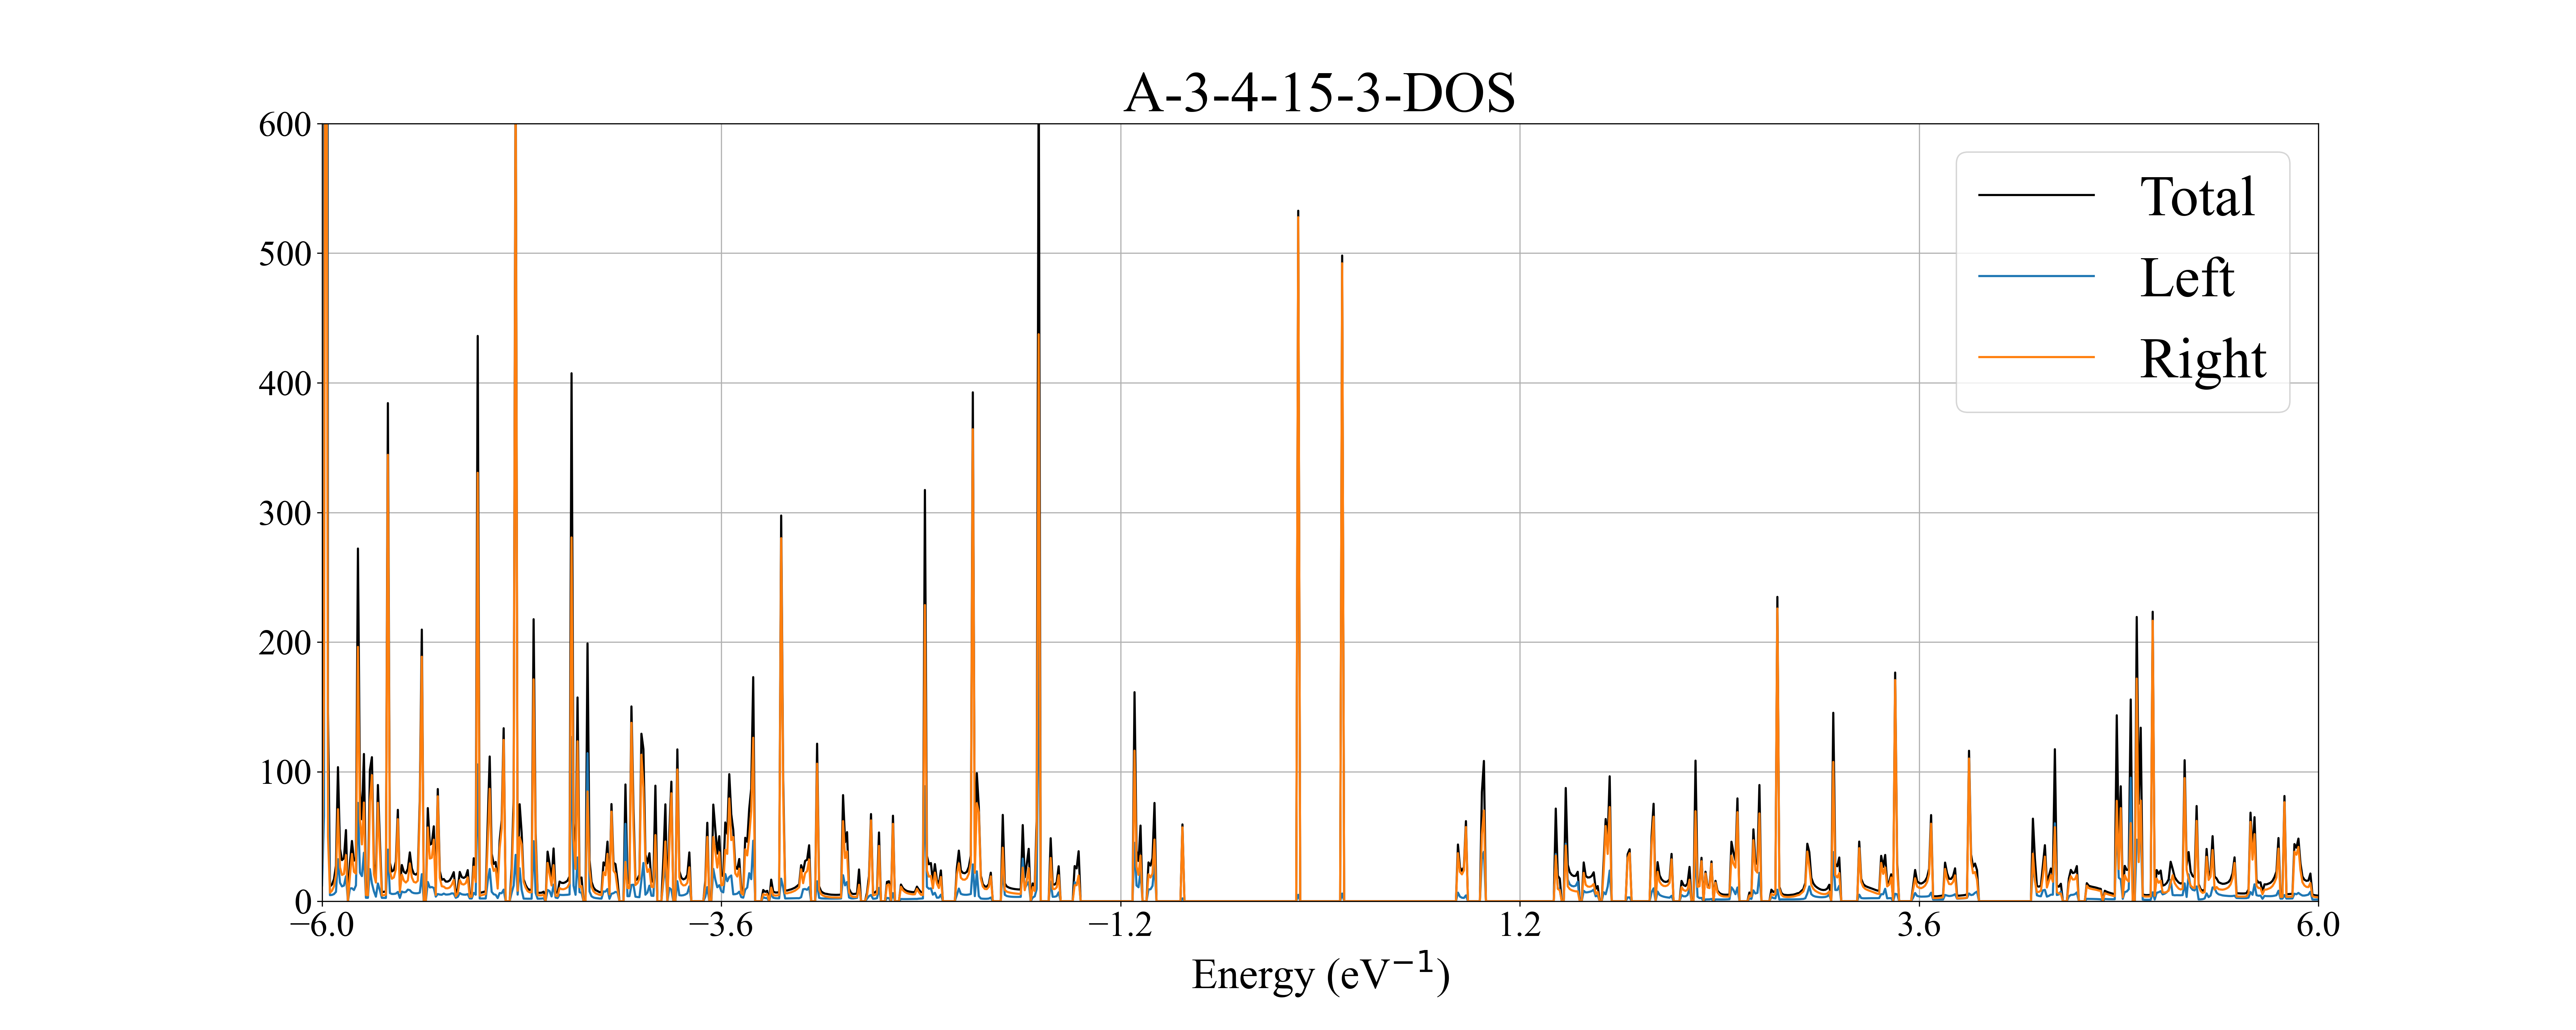 A-3-4-15-3-DOS
600
500
400
300
200
100
0
Total
Left
Right
−6.0 −3.6 −1.2 1.2 3.6 6.0
Energy (eV⁻¹)